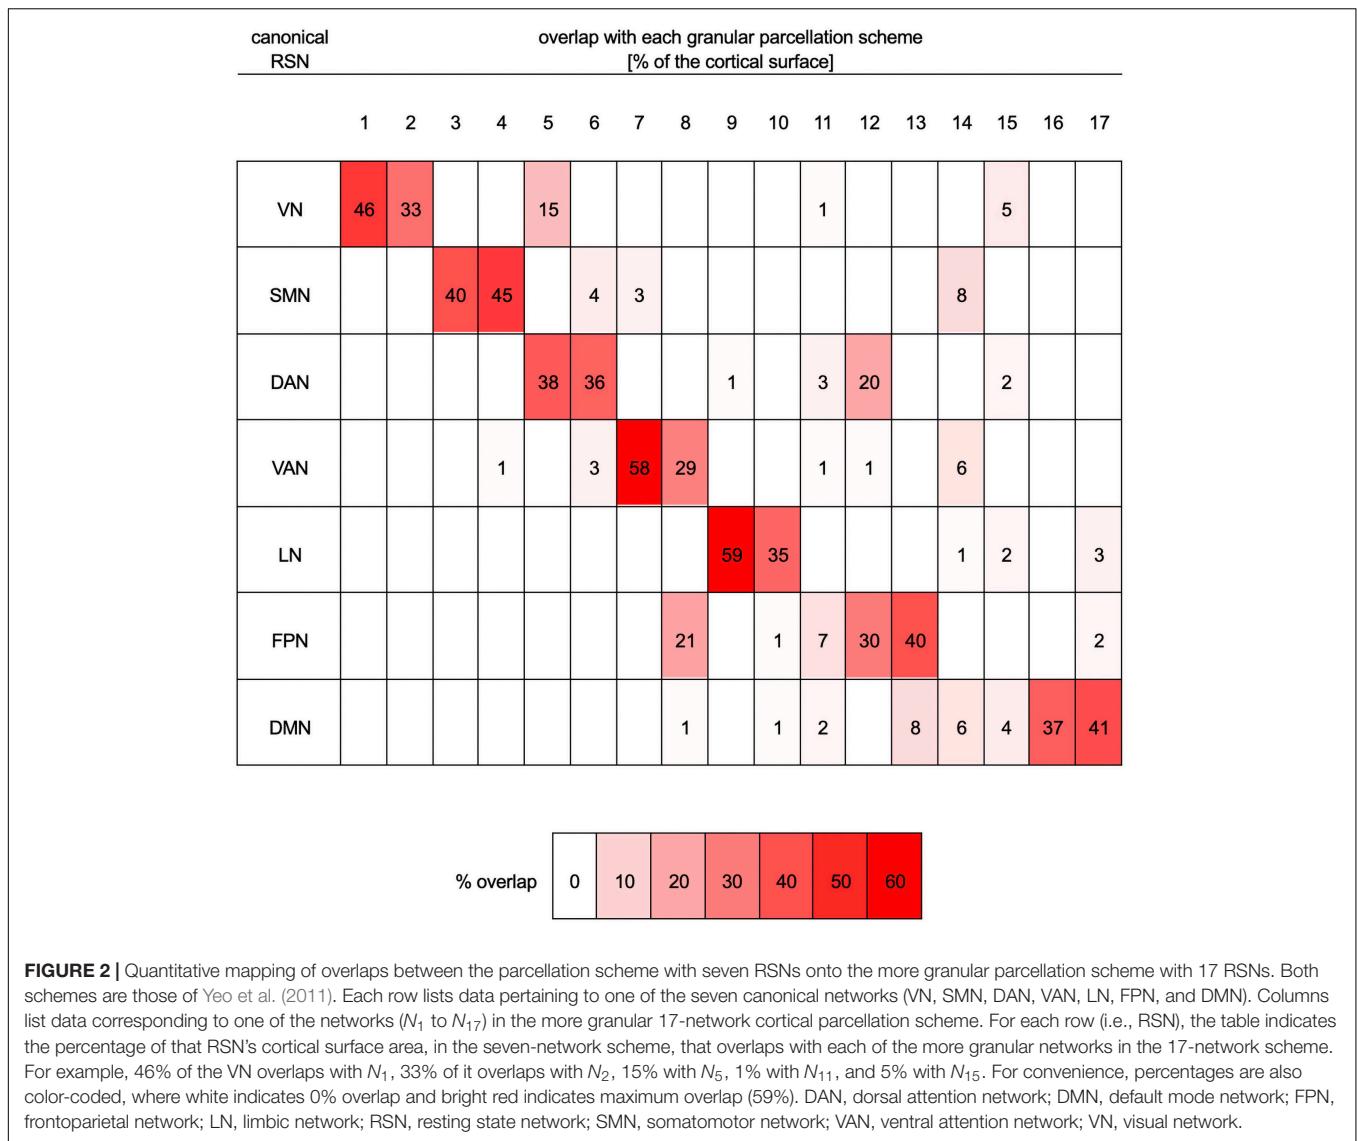 canonical overlap with each granular parcellation scheme
RSN [% of the cortical surface]
1 2 3 4 5 6 7 8 9 10 11 12 13 14 15 16 17
VN 46 33 15 1 5
SMN 40 45 4 3 8
DAN 38 36 1 3 20 2
VAN 1 3 58 29 1 1 6
LN 59 35 1 2 3
FPN 21 1 7 30 40 2
DMN 1 1 2 8 6 4 37 41
% overlap 0 10 20 30 40 50 60
FIGURE 2 | Quantitative mapping of overlaps between the parcellation scheme with seven RSNs onto the more granular parcellation scheme with 17 RSNs. Both
schemes are those of Yeo et al. (2011). Each row lists data pertaining to one of the seven canonical networks (VN, SMN, DAN, VAN, LN, FPN, and DMN). Columns
list data corresponding to one of the networks (N1 to N17) in the more granular 17-network cortical parcellation scheme. For each row (i.e., RSN), the table indicates
the percentage of that RSN's cortical surface area, in the seven-network scheme, that overlaps with each of the more granular networks in the 17-network scheme.
For example, 46% of the VN overlaps with N1, 33% of it overlaps with N2, 15% with N5, 1% with N11, and 5% with N15. For convenience, percentages are also
color-coded, where white indicates 0% overlap and bright red indicates maximum overlap (59%). DAN, dorsal attention network; DMN, default mode network; FPN,
frontoparietal network; LN, limbic network; RSN, resting state network; SMN, somatomotor network; VAN, ventral attention network; VN, visual network.